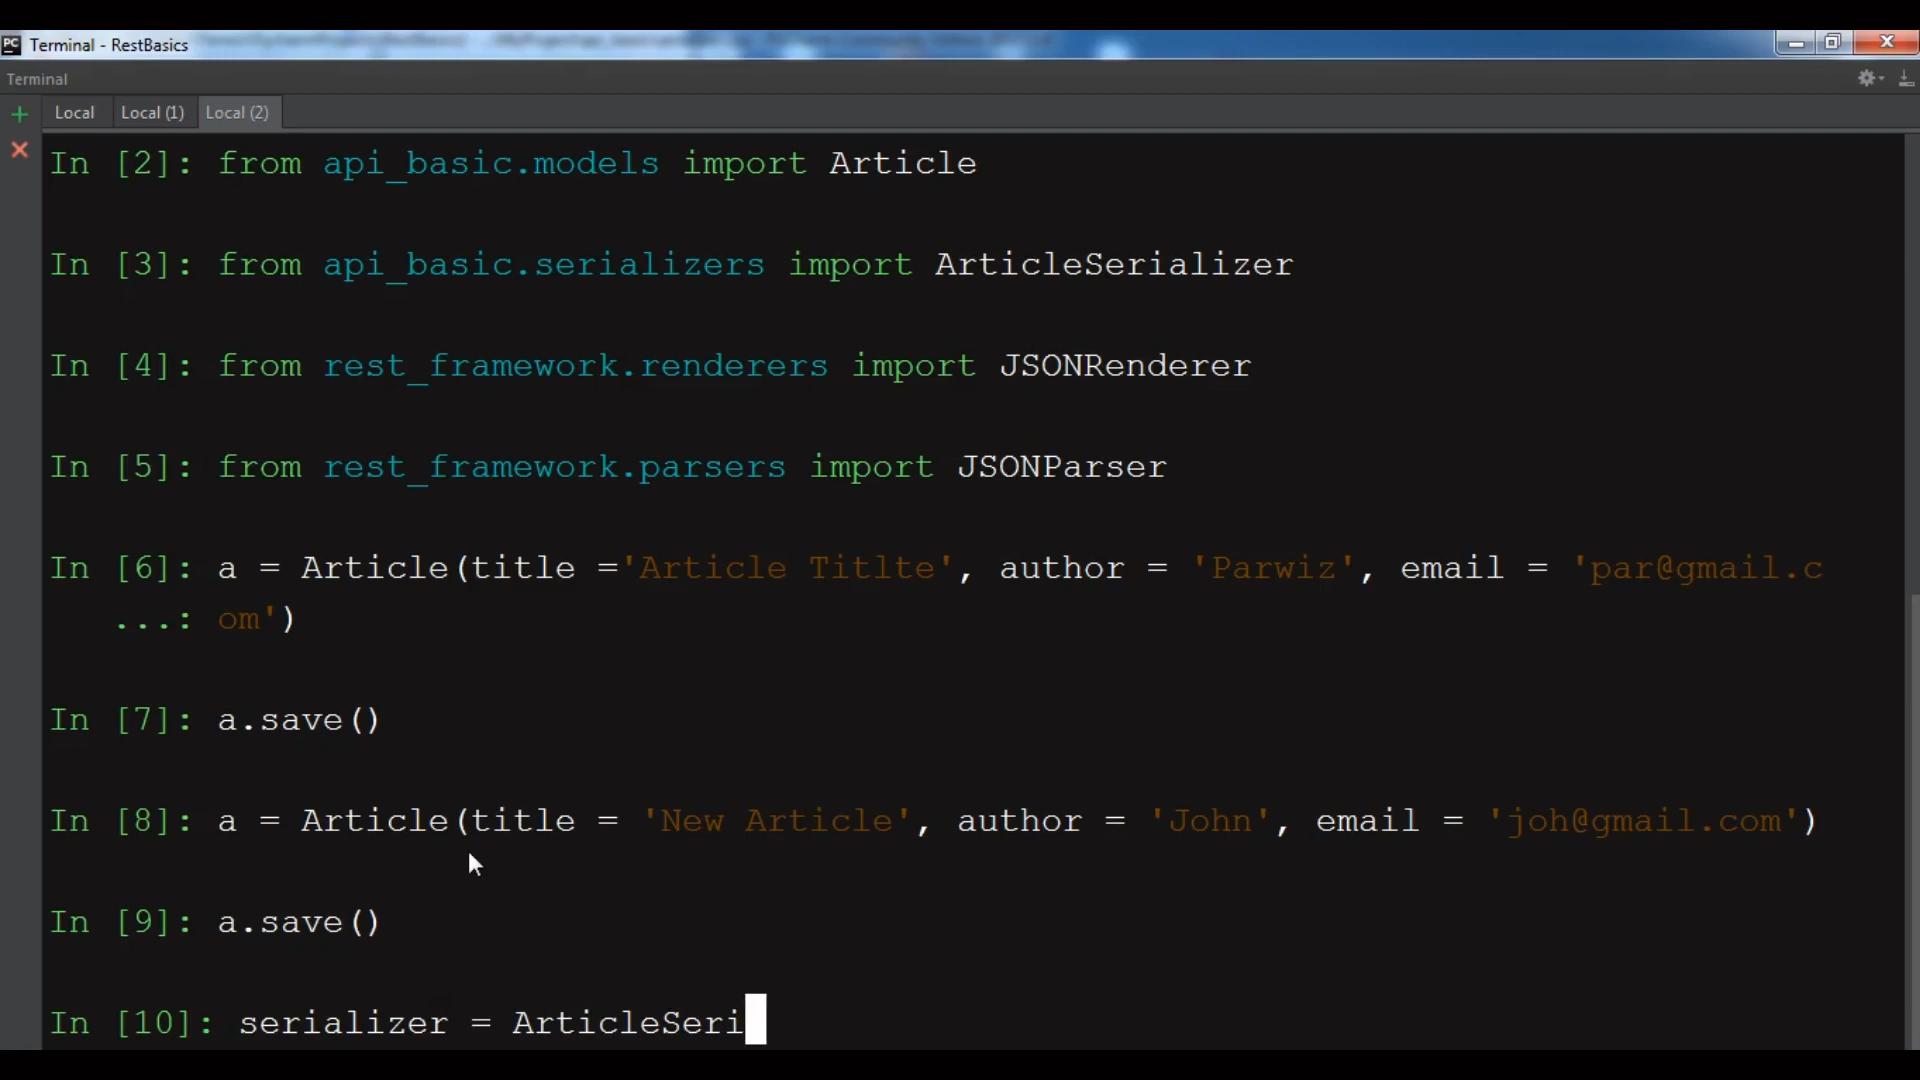 Terminal - RestBasics
Terminal
Local Local (1) Local (2)
In [2]: from api_basic.models import Article
In [3]: from api_basic.serializers import ArticleSerializer
In [4]: from rest_framework.renderers import JSONRenderer
In [5]: from rest_framework.parsers import JSONParser
In [6]: a = Article(title ='Article Titlte', author = 'Parwiz', email = 'par@gmail.c
...: om')
In [7]: a.save()
In [8]: a = Article(title = 'New Article', author = 'John', email = 'joh@gmail.com')
In [9]: a.save()
In [10]: serializer = ArticleSeri